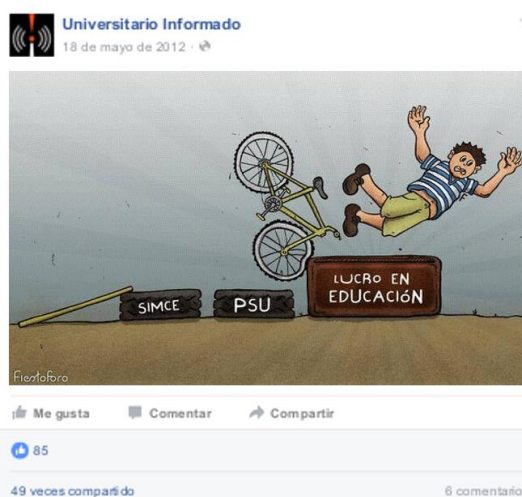 Universitario Informado
18 de mayo de 2012
SIMCE
PSU
LUCRO EN
EDUCACIóN
Fiestoforo
Me gusta
Comentar
Compartir
85
49 veces compartido
6 comentario